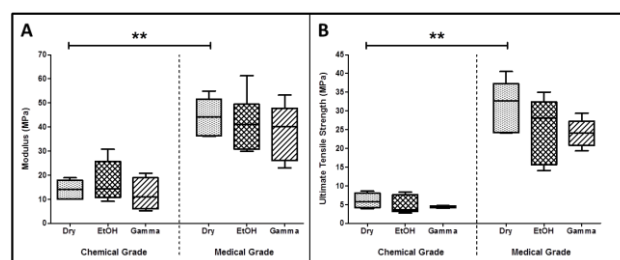 A
**
Modulus (MPa)
70
60
50
40
30
20
10
0
Dry EtOH Gamma Dry EtOH Gamma
Chemical Grade Medical Grade
B
**
Ultimate Tensile Strength (MPa)
45
40
35
30
25
20
15
10
5
0
Dry EtOH Gamma Dry EtOH Gamma
Chemical Grade Medical Grade